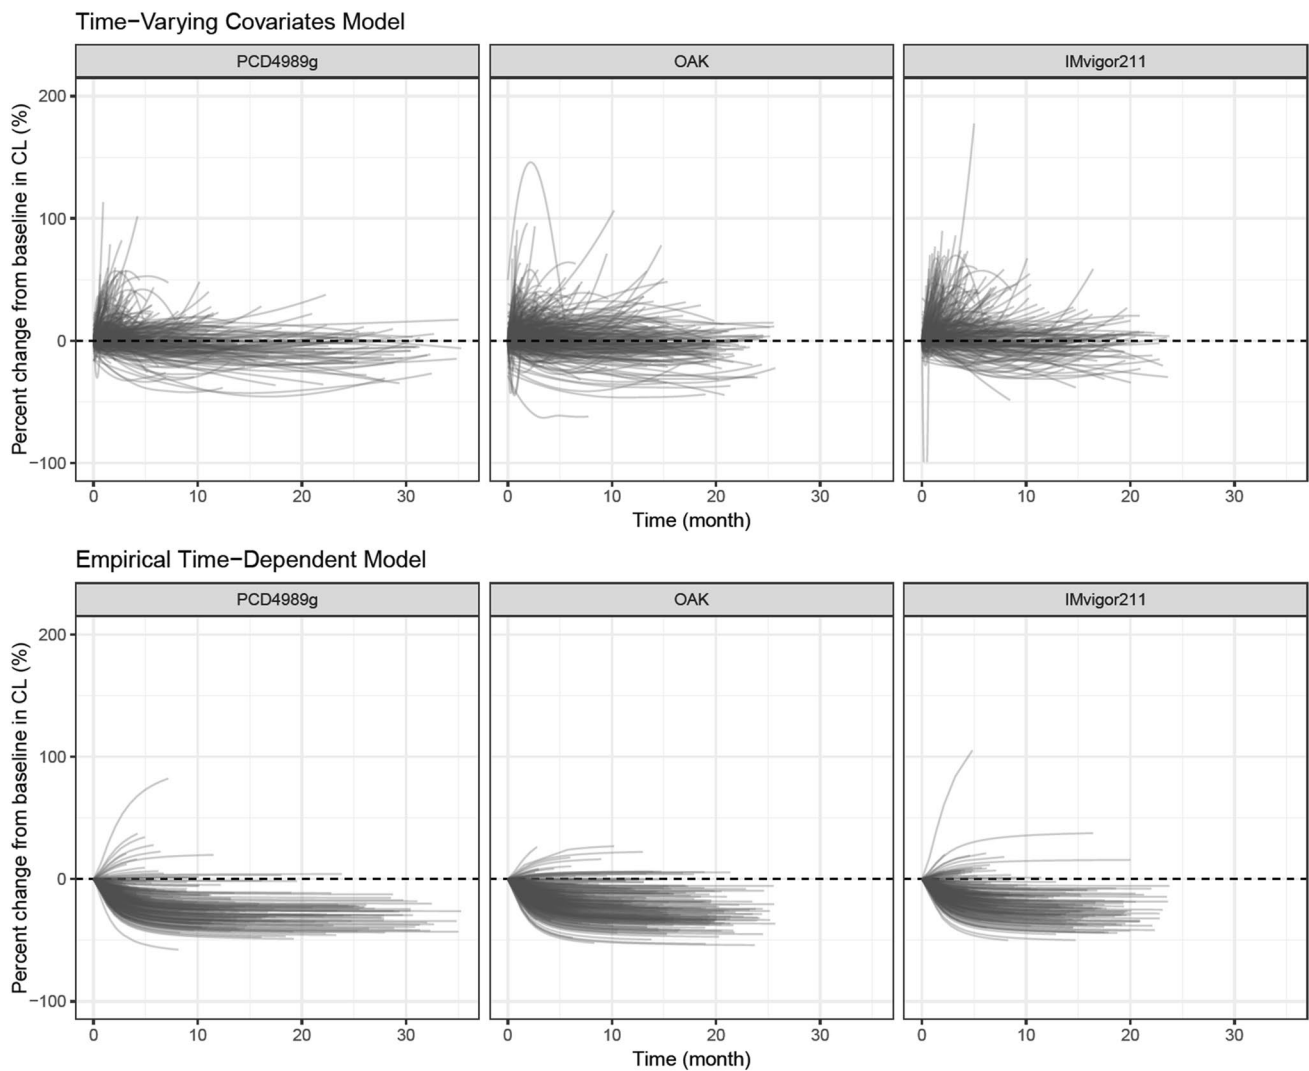 Time−Varying Covariates Model
PCD4989g OAK IMvigor211
Percent change from baseline in CL (%)
200
100
0
−100
0 10 20 30 0 10 20 30 0 10 20 30
Time (month)
Empirical Time−Dependent Model
PCD4989g OAK IMvigor211
Percent change from baseline in CL (%)
200
100
0
−100
0 10 20 30 0 10 20 30 0 10 20 30
Time (month)